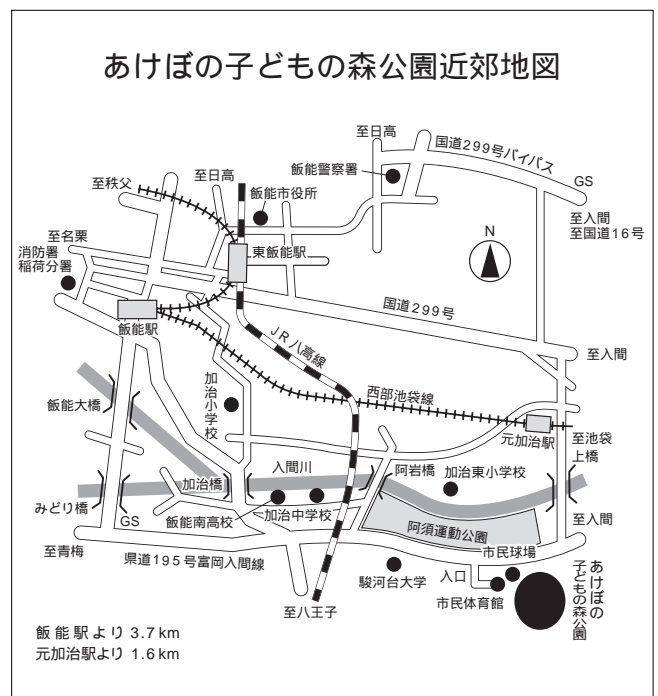 あけぼの子どもの森公園近郊地図
至日高
国道299号バイパス
飯能警察署
GS
至秩父
至日高
飯能市役所
至入間
至国道16号
至名栗
消防署
稲荷分署
東飯能駅
N
国道299号
飯能駅
JR八高線
至入間
加治小学校
西部池袋線
飯能大橋
元加治駅
至池袋
上橋
加治橋
入間川
阿岩橋
加治東小学校
みどり橋
GS
飯能南高校
加治中学校
阿須運動公園
至入間
至青梅
県道195号富岡入間線
市民球場
駿河台大学
入口
市民体育館
あけぼの
子どもの森公園
至八王子
飯能駅より 3.7km
元加治駅より 1.6km